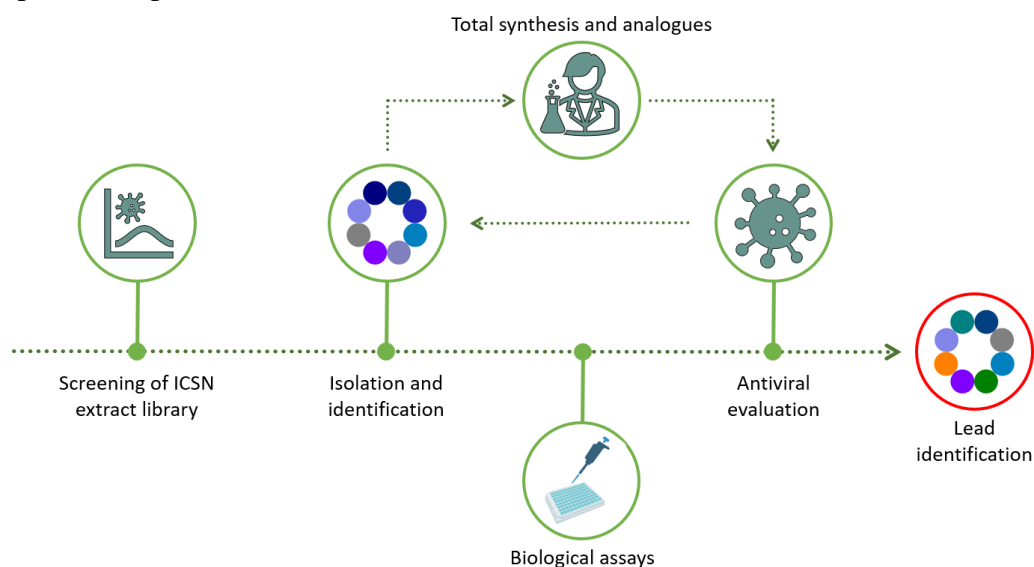 Total synthesis and analogues
Screening of ICSN
extract library
Isolation and
identification
Antiviral
evaluation
Lead
identification
Biological assays